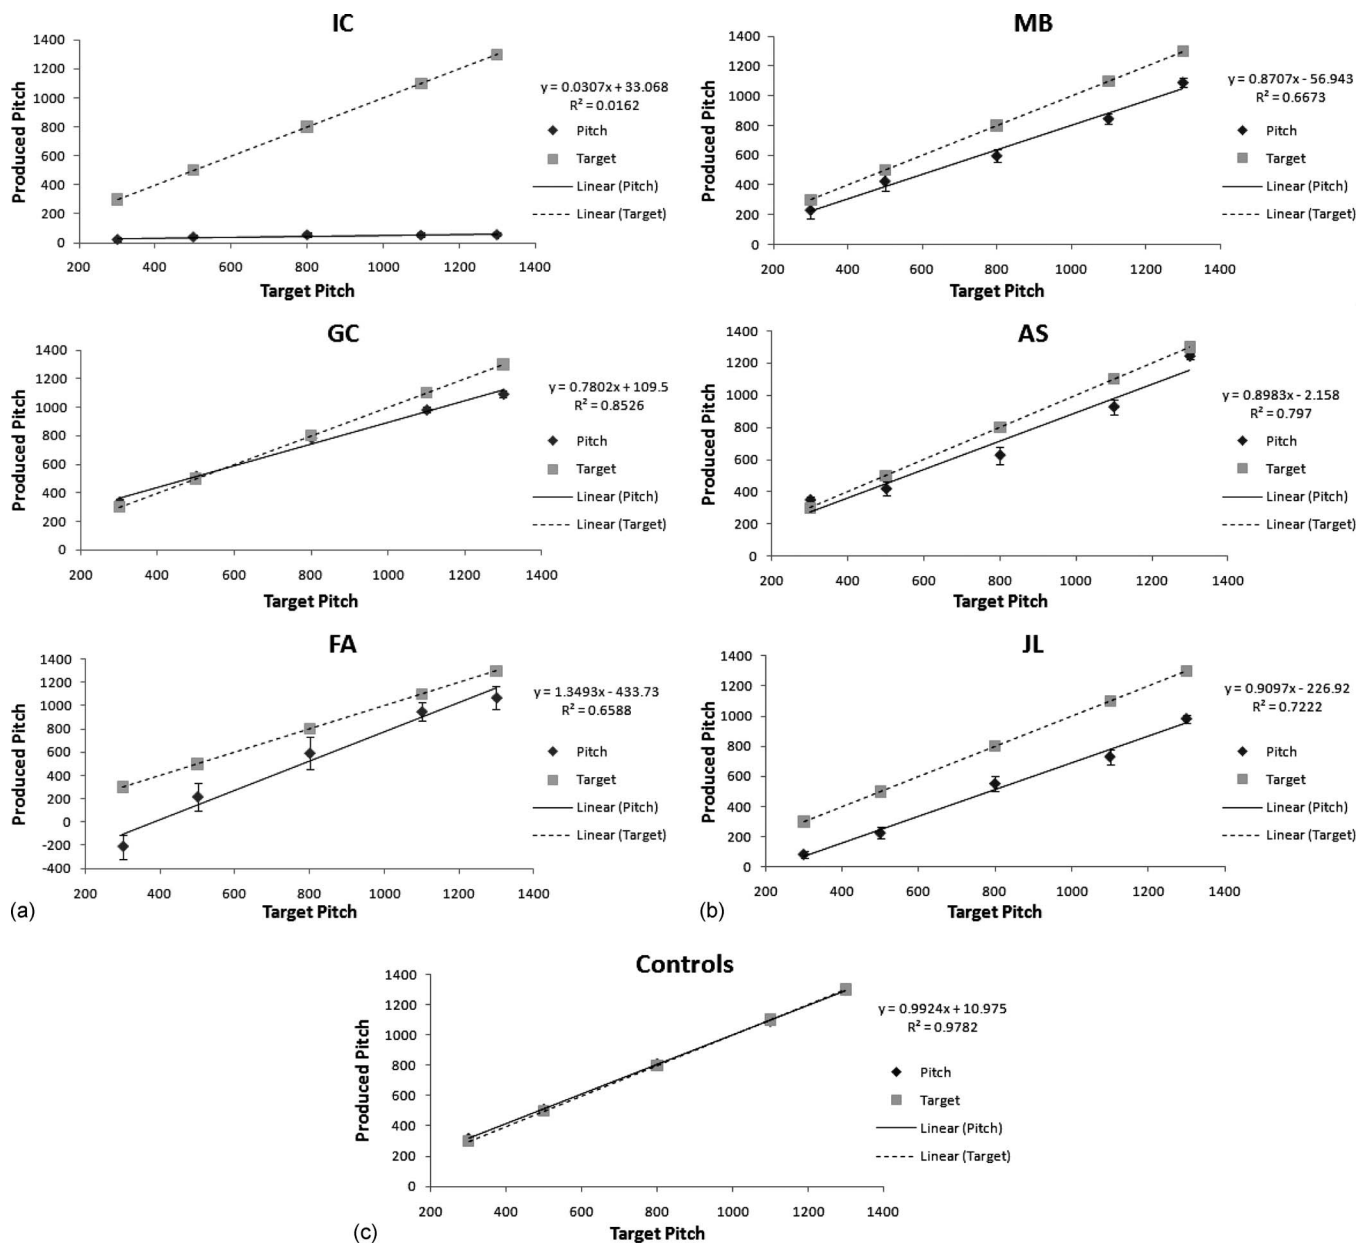 IC
Produced Pitch
1400
1200
1000
800
600
400
200
0
200 400 600 800 1000 1200 1400
Target Pitch
y = 0.0307x + 33.068
R² = 0.0162
Pitch
Target
Linear (Pitch)
Linear (Target)
MB
Produced Pitch
1400
1200
1000
800
600
400
200
0
200 400 600 800 1000 1200 1400
Target Pitch
y = 0.8707x - 56.943
R² = 0.6673
Pitch
Target
Linear (Pitch)
Linear (Target)
GC
Produced Pitch
1400
1200
1000
800
600
400
200
0
200 400 600 800 1000 1200 1400
Target Pitch
y = 0.7802x + 109.5
R² = 0.8526
Pitch
Target
Linear (Pitch)
Linear (Target)
AS
Produced Pitch
1400
1200
1000
800
600
400
200
0
200 400 600 800 1000 1200 1400
Target Pitch
y = 0.8983x - 2.158
R² = 0.797
Pitch
Target
Linear (Pitch)
Linear (Target)
FA
Produced Pitch
1400
1200
1000
800
600
400
200
0
-200
-400
200 400 600 800 1000 1200 1400
Target Pitch
y = 1.3493x - 433.73
R² = 0.6588
Pitch
Target
Linear (Pitch)
Linear (Target)
(a)
JL
Produced Pitch
1400
1200
1000
800
600
400
200
0
200 400 600 800 1000 1200 1400
Target Pitch
y = 0.9097x - 226.92
R² = 0.7222
Pitch
Target
Linear (Pitch)
Linear (Target)
(b)
Controls
Produced Pitch
1400
1200
1000
800
600
400
200
0
200 400 600 800 1000 1200 1400
Target Pitch
y = 0.9924x + 10.975
R² = 0.9782
Pitch
Target
Linear (Pitch)
Linear (Target)
(c)